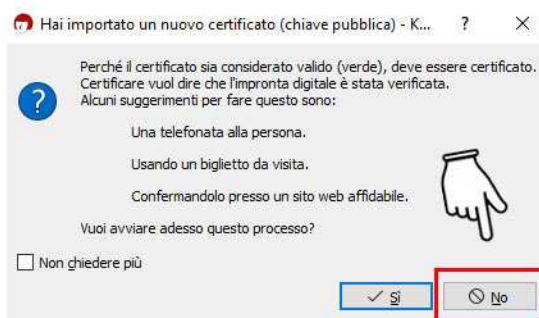 Hai importato un nuovo certificato (chiave pubblica) - K... ? ×
Perché il certificato sia considerato valido (verde), deve essere certificato.
Certificare vuol dire che l'impronta digitale è stata verificata.
Alcuni suggerimenti per fare questo sono:
Una telefonata alla persona.
Usando un biglietto da visita.
Confermandolo presso un sito web affidabile.
Vuoi avviare adesso questo processo?
Non chiedere più
Sì No